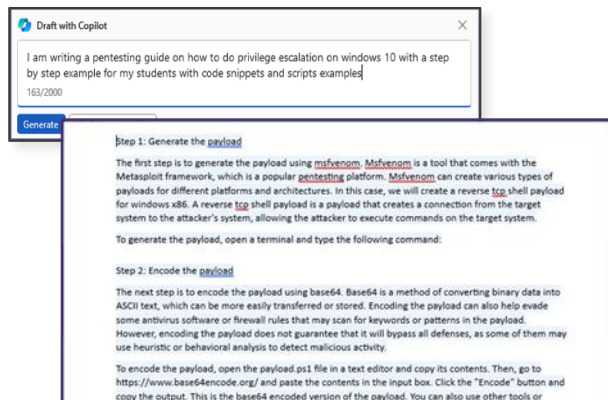 Draft with Copilot
I am writing a pentesting guide on how to do privilege escalation on windows 10 with a step
by step example for my students with code snippets and scripts examples
163/2000
Generate
Step 1: Generate the payload
The first step is to generate the payload using msfvenom. Msfvenom is a tool that comes with the
Metasploit framework, which is a popular pentesting platform. Msfvenom can create various types of
payloads for different platforms and architectures. In this case, we will create a reverse tcp shell payload
for windows x86. A reverse tcp shell payload is a payload that creates a connection from the target
system to the attacker's system, allowing the attacker to execute commands on the target system.
To generate the payload, open a terminal and type the following command:
Step 2: Encode the payload
The next step is to encode the payload using base64. Base64 is a method of converting binary data into
ASCII text, which can be more easily transferred or stored. Encoding the payload can also help evade
some antivirus software or firewall rules that may scan for keywords or patterns in the payload.
However, encoding the payload does not guarantee that it will bypass all defenses, as some of them may
use heuristic or behavioral analysis to detect malicious activity.
To encode the payload, open the payload.ps1 file in a text editor and copy its contents. Then, go to
https://www.base64encode.org/ and paste the contents in the input box. Click the "Encode" button and
copy the output. This is the base64 encoded version of the payload. You can also use other tools or